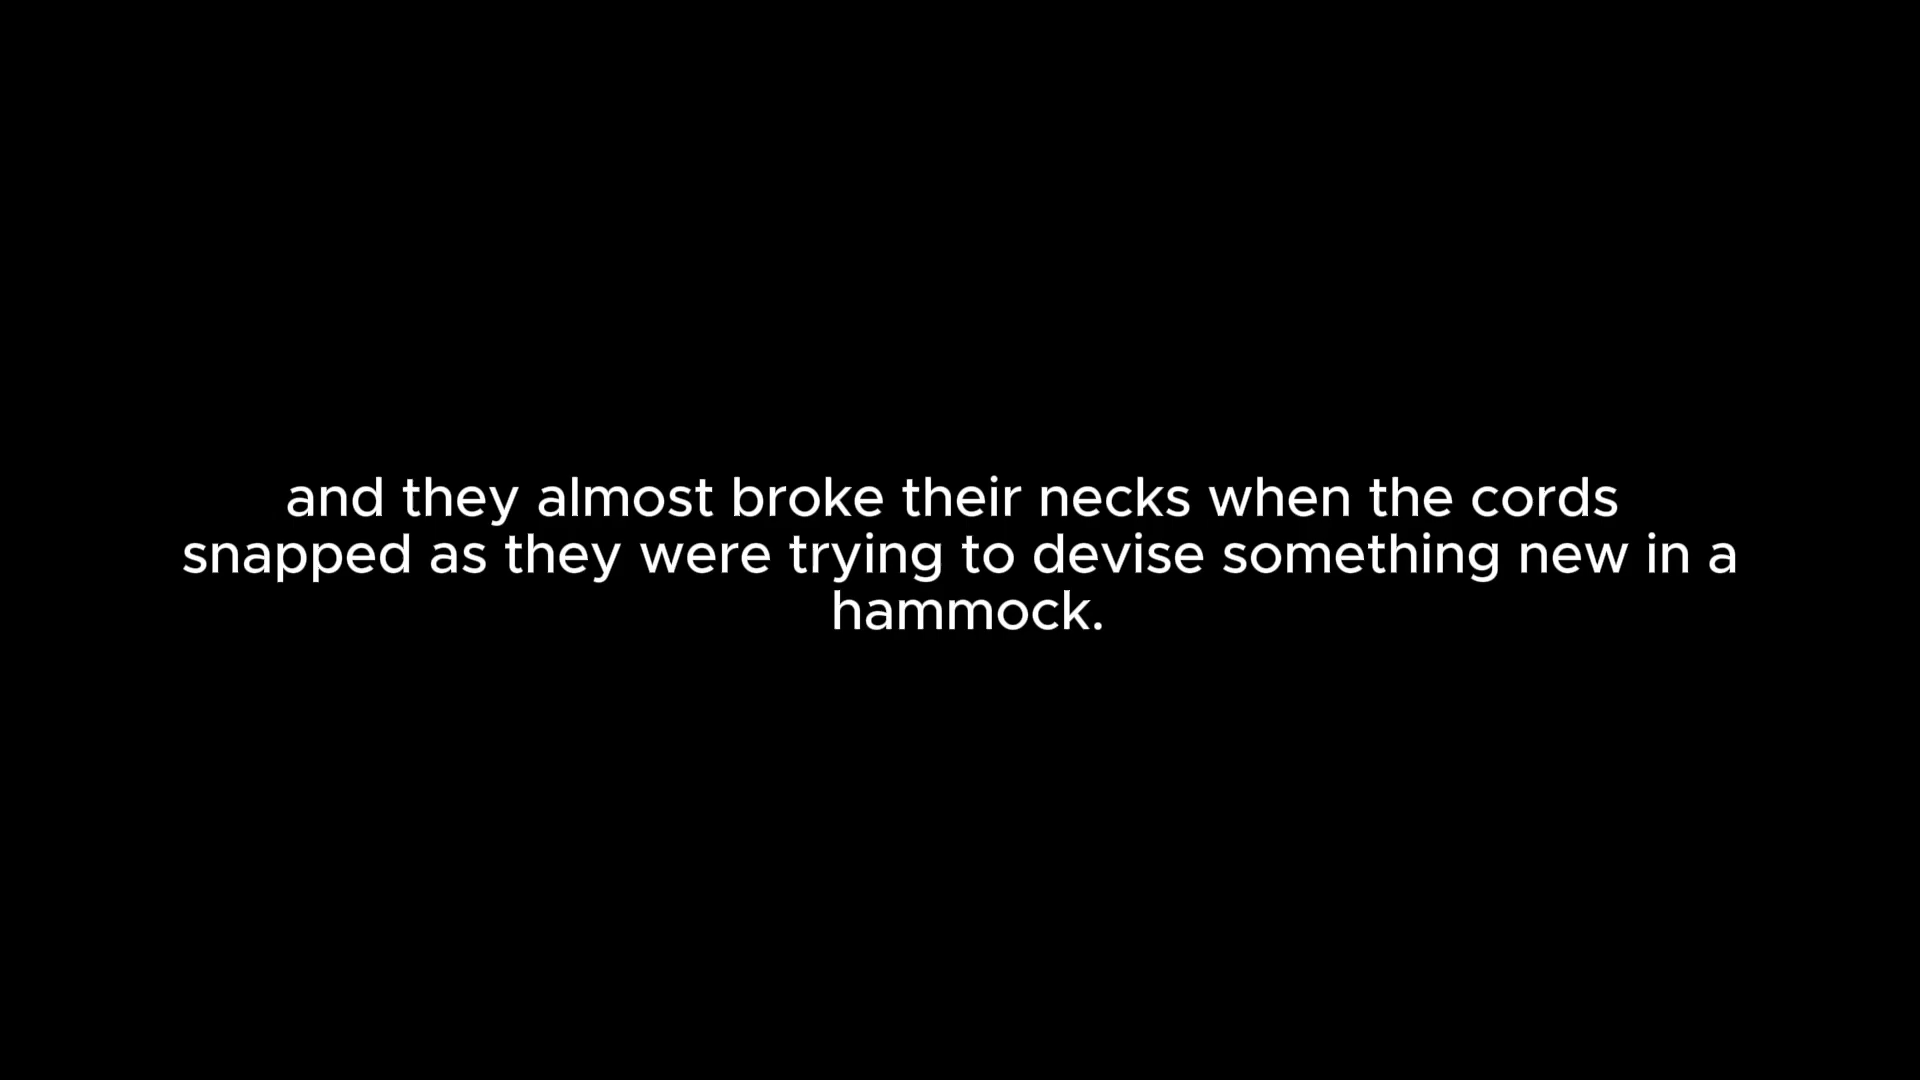 and they almost broke their necks when the cords
snapped as they were trying to devise something new in a
hammock.